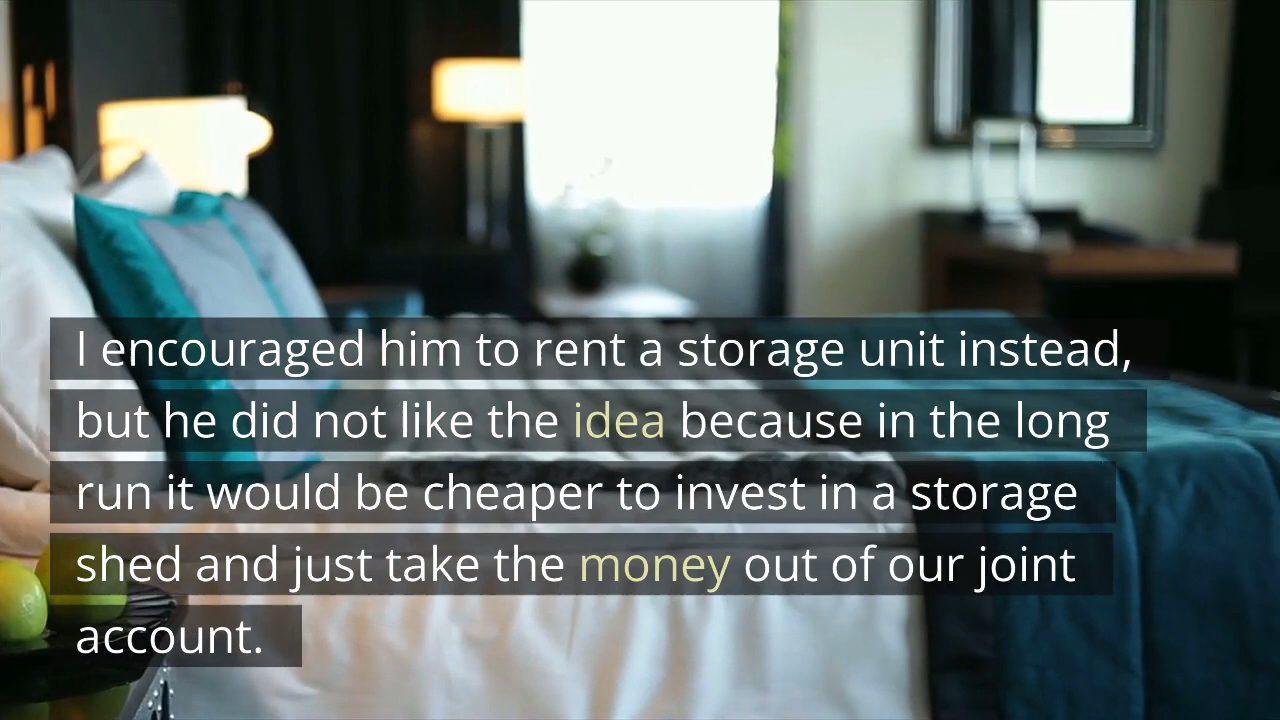 I encouraged him to rent a storage unit instead,
but he did not like the idea because in the long
run it would be cheaper to invest in a storage
shed and just take the money out of our joint
account.